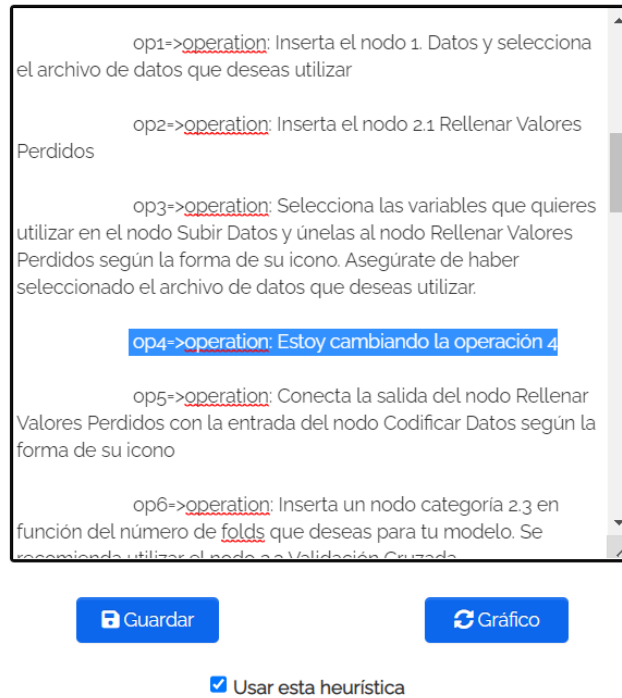 op1=>operation: Inserta el nodo 1. Datos y selecciona
el archivo de datos que deseas utilizar
op2=>operation: Inserta el nodo 2.1 Rellenar Valores
Perdidos
op3=>operation: Selecciona las variables que quieres
utilizar en el nodo Subir Datos y únelas al nodo Rellenar Valores
Perdidos según la forma de su icono. Asegúrate de haber
seleccionado el archivo de datos que deseas utilizar.
op4=>operation: Estoy cambiando la operación 4
op5=>operation: Conecta la salida del nodo Rellenar
Valores Perdidos con la entrada del nodo Codificar Datos según la
forma de su icono
op6=>operation: Inserta un nodo categoría 2.3 en
función del número de folds que deseas para tu modelo. Se
recomienda utilizar el nodo Validación Cruzada
Guardar
Gráfico
Usar esta heurística